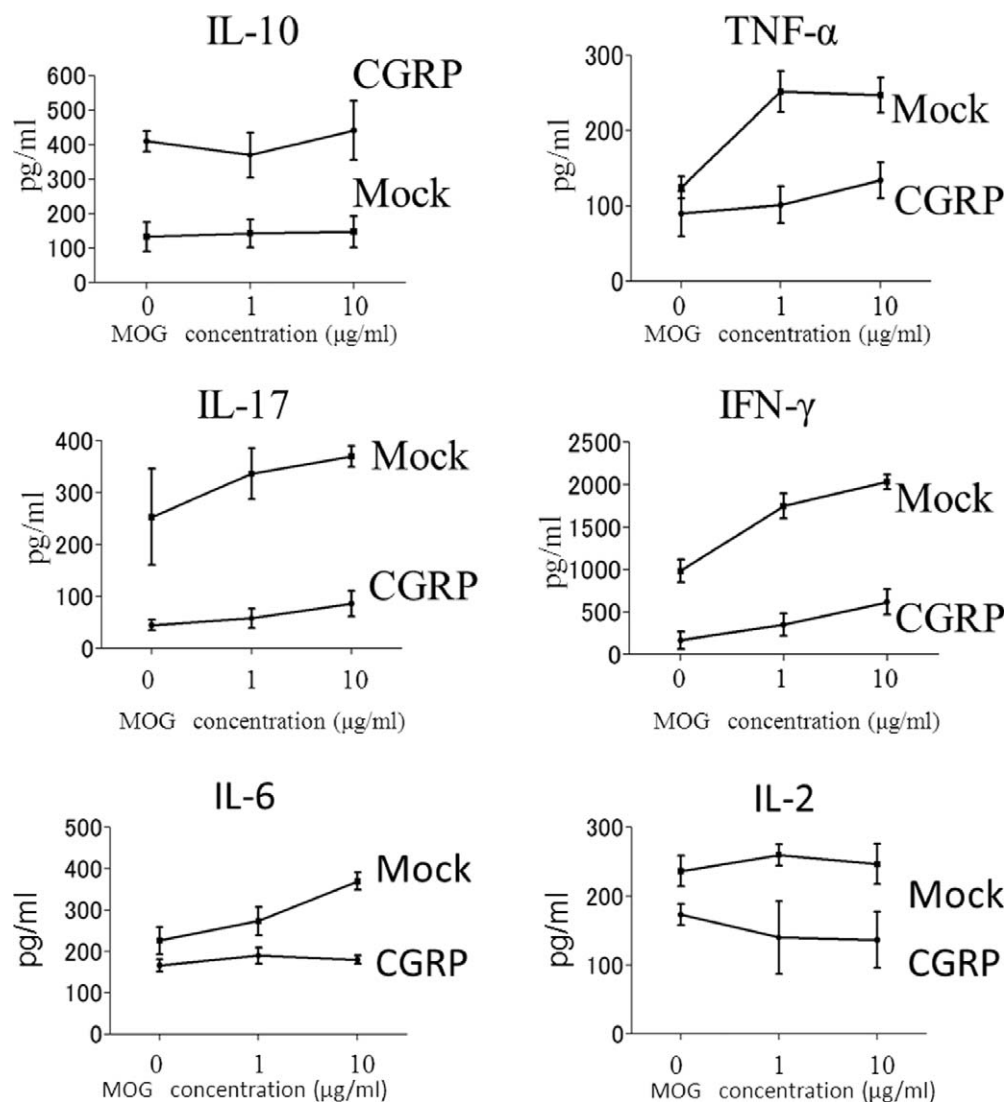 IL-10
600
500
400
300
200
100
0
pg/ml
CGRP
Mock
0 1 10
MOG concentration (μg/ml)
TNF-α
300
200
100
0
pg/ml
Mock
CGRP
0 1 10
MOG concentration (μg/ml)
IL-17
400
300
200
100
0
pg/ml
Mock
CGRP
0 1 10
MOG concentration (μg/ml)
IFN-γ
2500
2000
1500
1000
500
0
pg/ml
Mock
CGRP
0 1 10
MOG concentration (μg/ml)
IL-6
500
400
300
200
100
0
pg/ml
Mock
CGRP
0 1 10
MOG concentration (μg/ml)
IL-2
300
200
100
0
pg/ml
Mock
CGRP
0 1 10
MOG concentration (μg/ml)